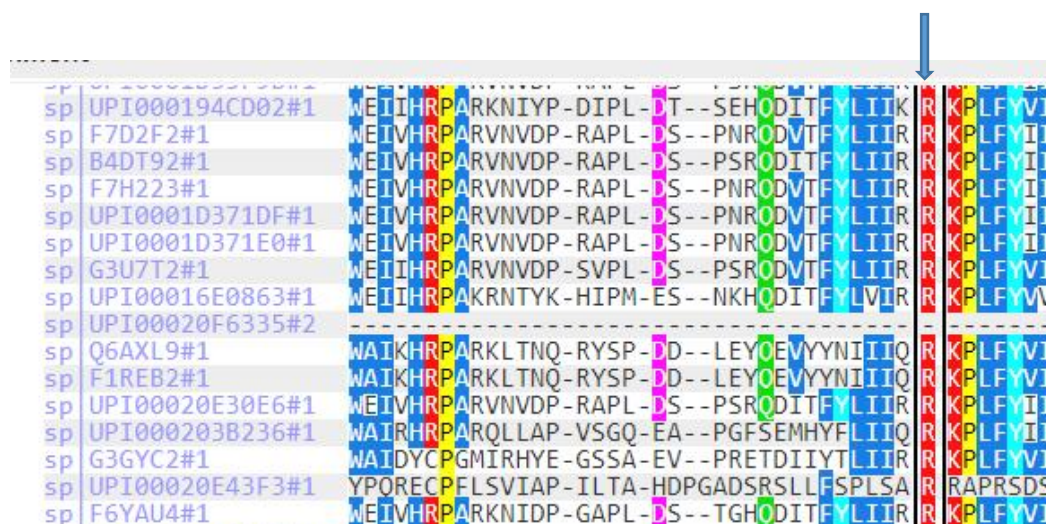 sp|UPI000194CD02#1 WEIIHRPARKNIYP-DIPL-DT--SEHQDITFYLIIK R KPLFYVI
sp|F7D2F2#1 WEIVHRPARVNVDP-RAPL-DS--PNRQDVTFYLIIR R KPLFYII
sp|B4DT92#1 WEIVHRPARVNVDP-RAPL-DS--PSRQDITFYLIIR R KPLFYII
sp|F7H223#1 WEIVHRPARVNVDP-RAPL-DS--PNRQDVTFYLIIR R KPLFYII
sp|UPI0001D371DF#1 WEIVHRPARVNVDP-RAPL-DS--PNRQDVTFYLIIR R KPLFYII
sp|UPI0001D371E0#1 WEIVHRPARVNVDP-RAPL-DS--PNRQDVTFYLIIR R KPLFYII
sp|G3U7T2#1 WEIIHRPARVNVDP-SVPL-DS--PSRQDVTFYLIIR R KPLFYVI
sp|UPI00016E0863#1 WEIIHRPAKRNTYK-HIPM-ES--NKHQDITFYLVIR R KPLFYVV
sp|UPI00020F6335#2 ------------------------------------- - -------
sp|Q6AXL9#1 WAIKHRPARKLTNQ-RYSP-DD--LEYQEVYYNIIIQ R KPLFYVI
sp|F1REB2#1 WAIKHRPARKLTNQ-RYSP-DD--LEYQEVYYNIIIQ R KPLFYVI
sp|UPI00020E30E6#1 WEIVHRPARVNVDP-RAPL-DS--PSRQDITFYLIIR R KPLFYII
sp|UPI000203B236#1 WAIRHRPARQLLAP-VSGQ-EA--PGFSEMHYFLIIQ R KPLFYII
sp|G3GYC2#1 WAIDYCPGMIRHYE-GSSA-EV--PRETDIIYTLIIR R KPLFYVI
sp|UPI00020E43F3#1 YPQRECPFLSVIAP-ILTA-HDPGADSRSLLFSPLSA R RAPRSDS
sp|F6YAU4#1 WEIVHRPARKNIDP-GAPL-DS--TGHQDITFYLIIR R KPLFYVI